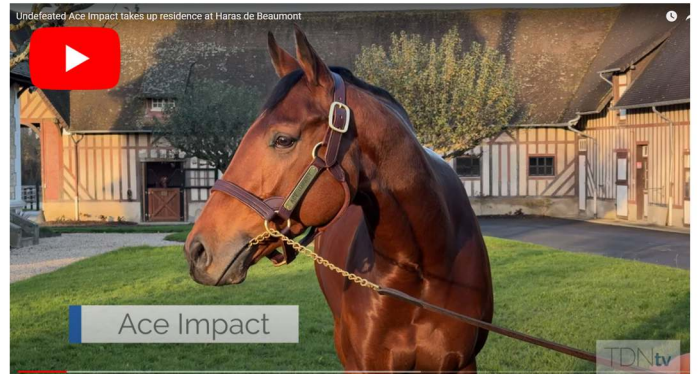 Undefeated Ace Impact takes up residence at Haras de Beaumont
Ace Impact
TDNtv